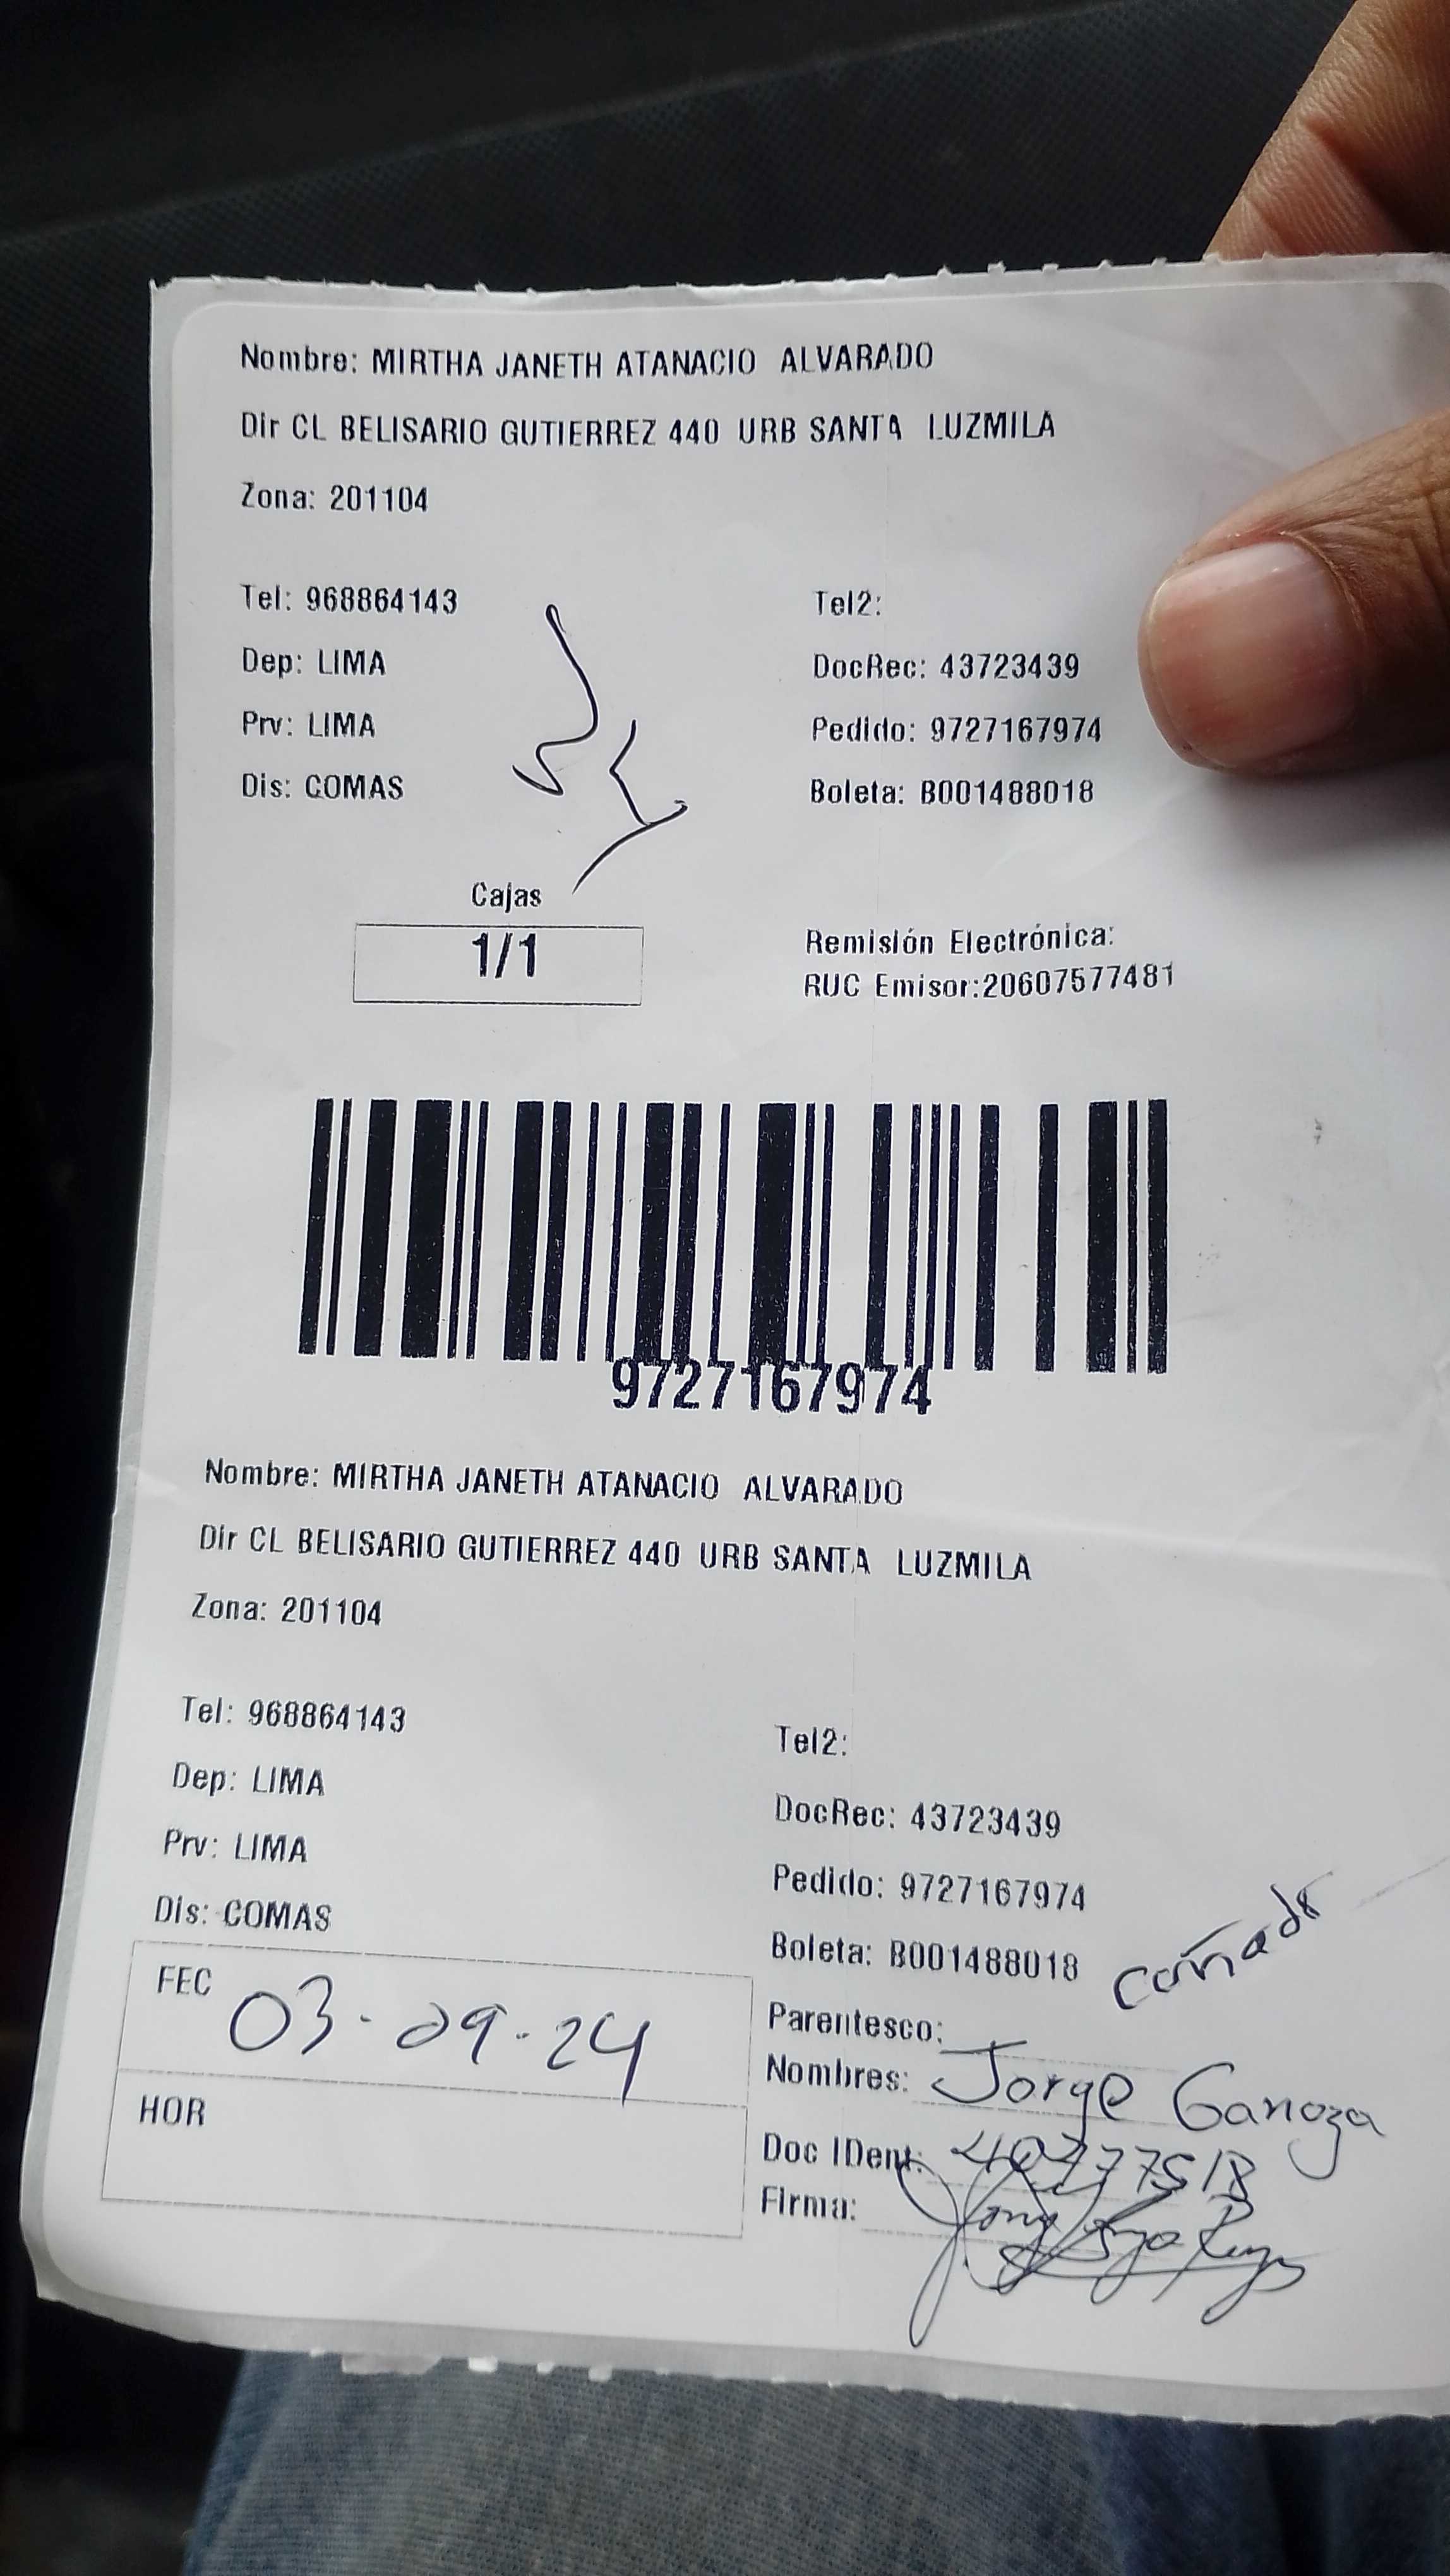 Nombre: MIRTHA JANETH ATANACIO ALVARADO
Dir CL BELISARIO GUTIERREZ 440 URB SANTA LUZMILA
Zona: 201104
Tel: 968864143
Tel2:
Dep: LIMA
DocRec: 43723439
Prv: LIMA
Pedido: 9727167974
Dis: COMAS
Boleta: B001488018
Cajas
1/1
Remisión Electrónica:
RUC Emisor:20607577481
9727167974
Nombre: MIRTHA JANETH ATANACIO ALVARADO
Dir CL BELISARIO GUTIERREZ 440 URB SANTA LUZMILA
Zona: 201104
Tel: 968864143
Tel2:
Dep: LIMA
DocRec: 43723439
Prv: LIMA
Pedido: 9727167974
Dis: COMAS
Boleta: B001488018
FEC 03-09-24
HOR
Parentesco: cuñado
Nombres: Jorge Ganoza
Doc IDent:
Firma: